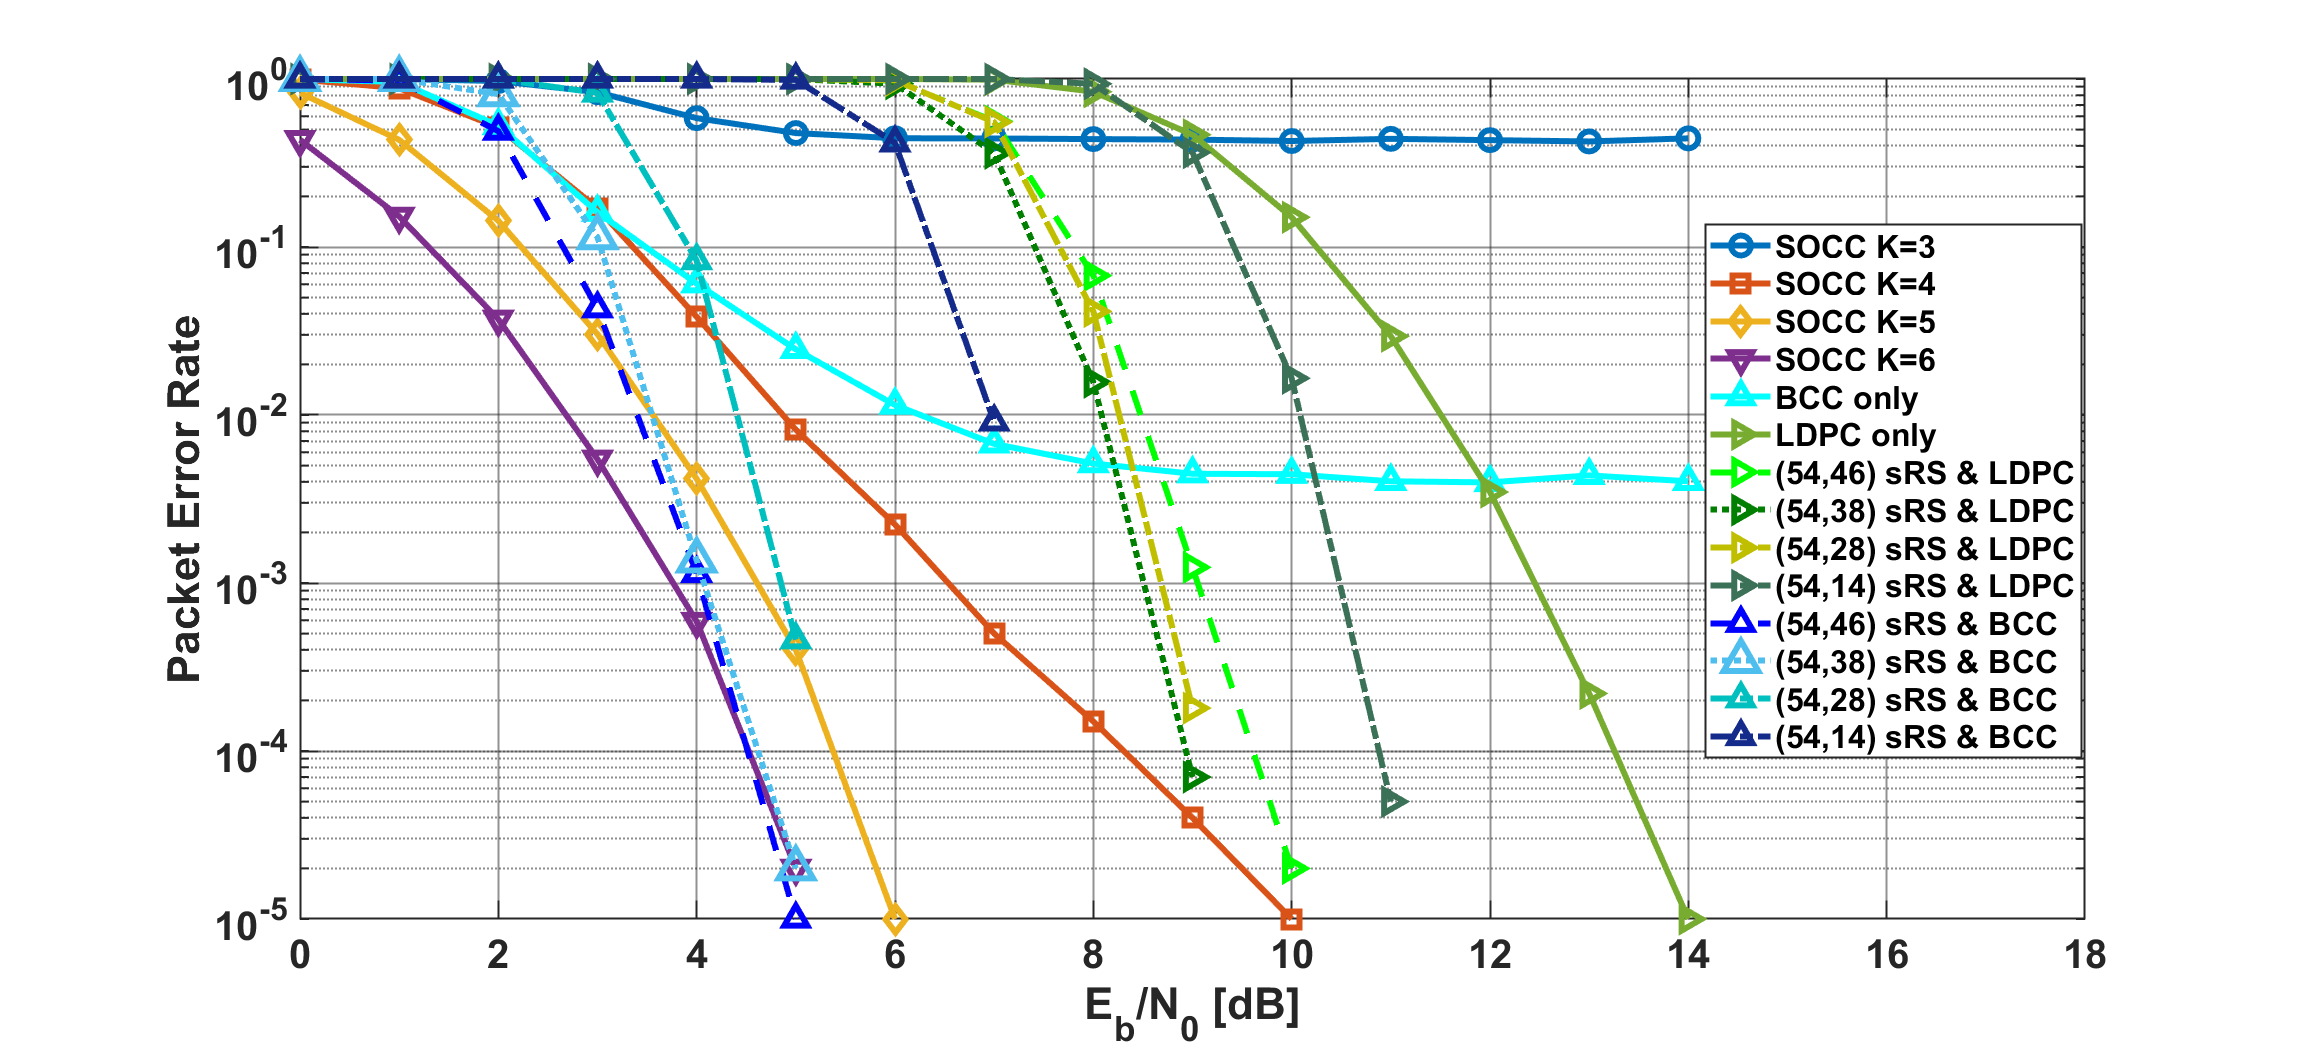 10^0
10^-1
10^-2
10^-3
10^-4
10^-5
Packet Error Rate
0 2 4 6 8 10 12 14 16 18
E_b/N_0 [dB]
SOCC K=3
SOCC K=4
SOCC K=5
SOCC K=6
BCC only
LDPC only
(54,46) sRS & LDPC
(54,38) sRS & LDPC
(54,28) sRS & LDPC
(54,14) sRS & LDPC
(54,46) sRS & BCC
(54,38) sRS & BCC
(54,28) sRS & BCC
(54,14) sRS & BCC